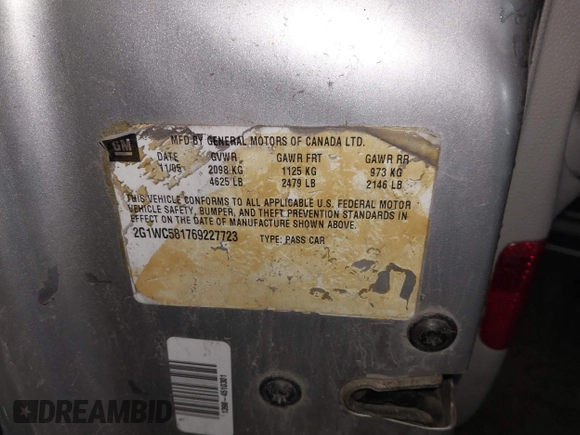 GM
MFD BY GENERAL MOTORS OF CANADA LTD.
DATE GVWR GAWR FRT GAWR RR
11/05 2098 KG 1125 KG 973 KG
4625 LB 2479 LB 2146 LB
THIS VEHICLE CONFORMS TO ALL APPLICABLE U.S. FEDERAL MOTOR
VEHICLE SAFETY, BUMPER, AND THEFT PREVENTION STANDARDS IN
EFFECT ON THE DATE OF MANUFACTURE SHOWN ABOVE.
2G1WC581769227723 TYPE: PASS CAR
DREAMBID